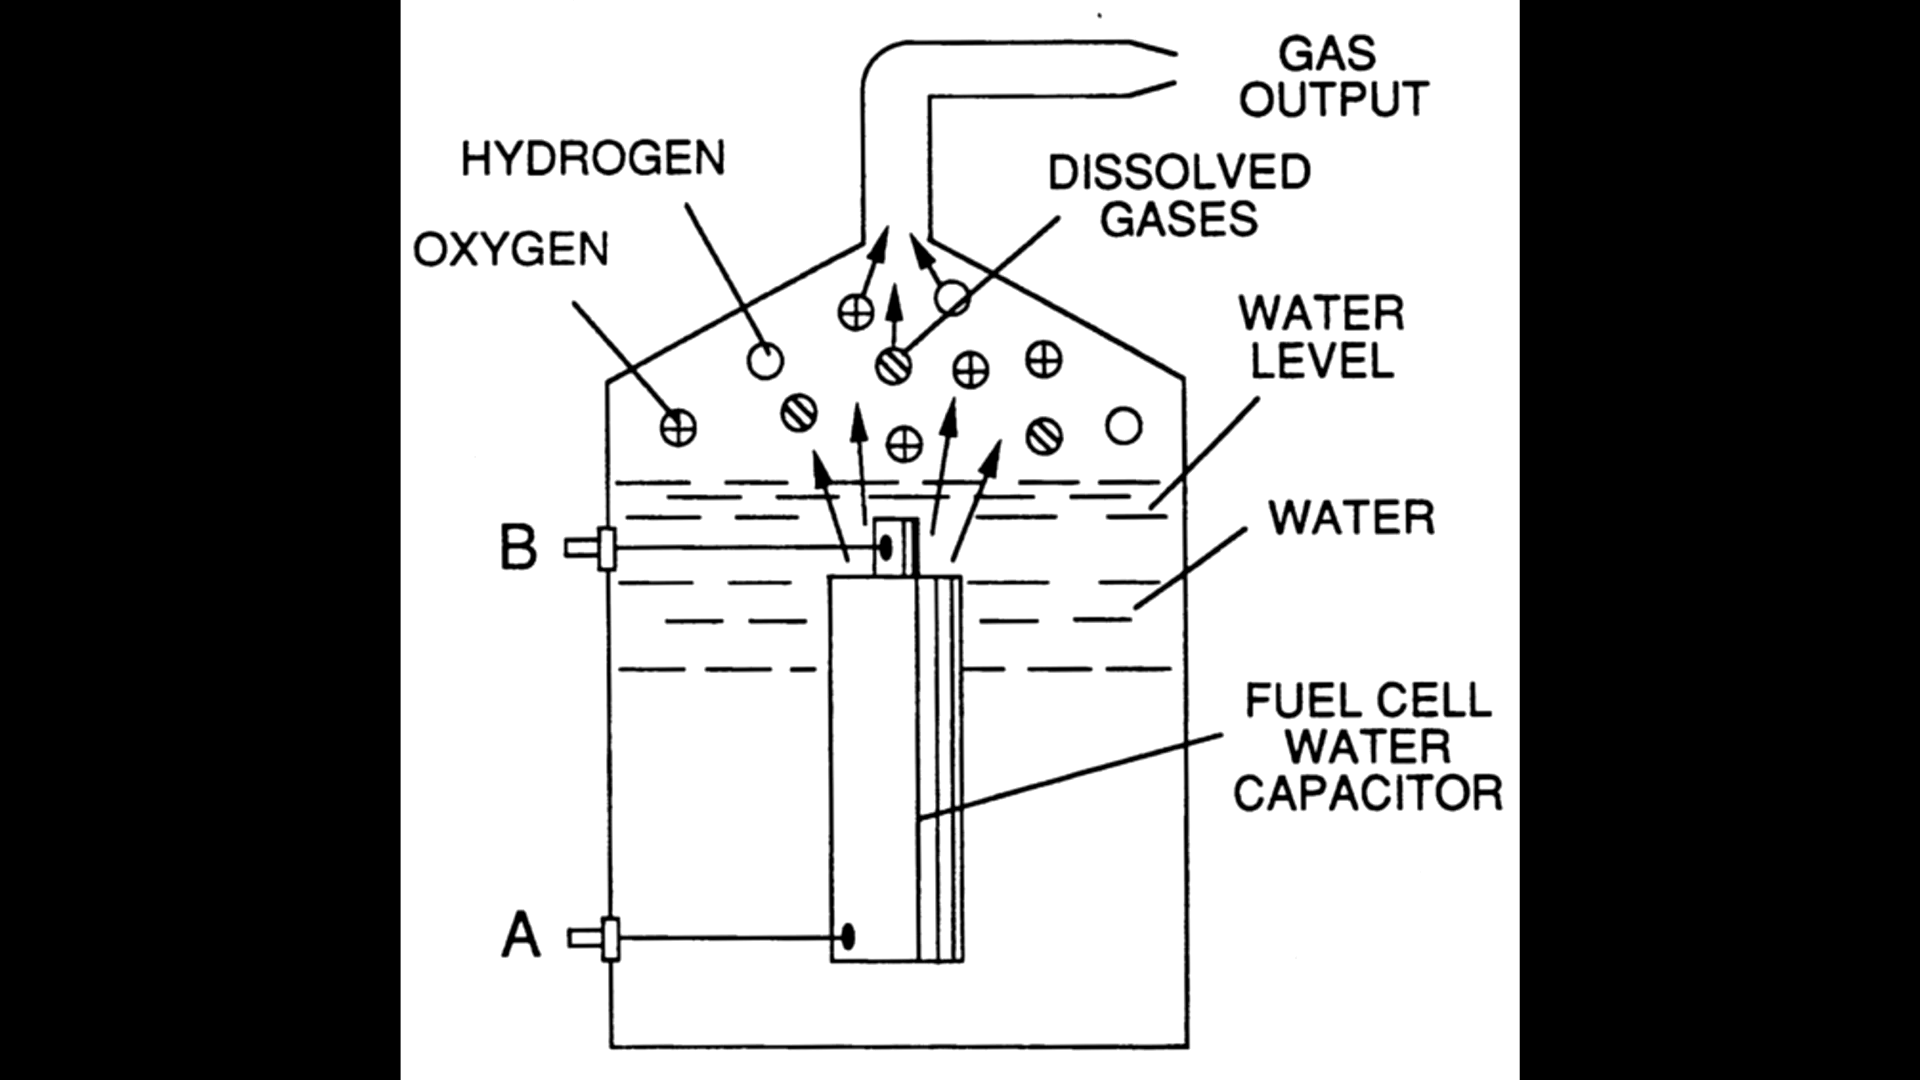 GAS
OUTPUT
HYDROGEN
DISSOLVED
GASES
OXYGEN
WATER
LEVEL
WATER
B
FUEL CELL
WATER
CAPACITOR
A